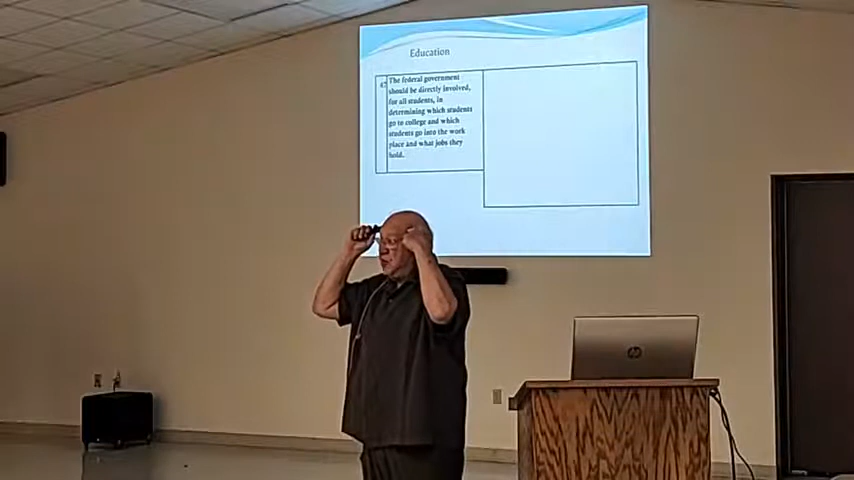 Education
The federal government
should be directly involved,
for all students, in
determining which students
go to college and which
students go into the work
place and what jobs they
hold.
hp